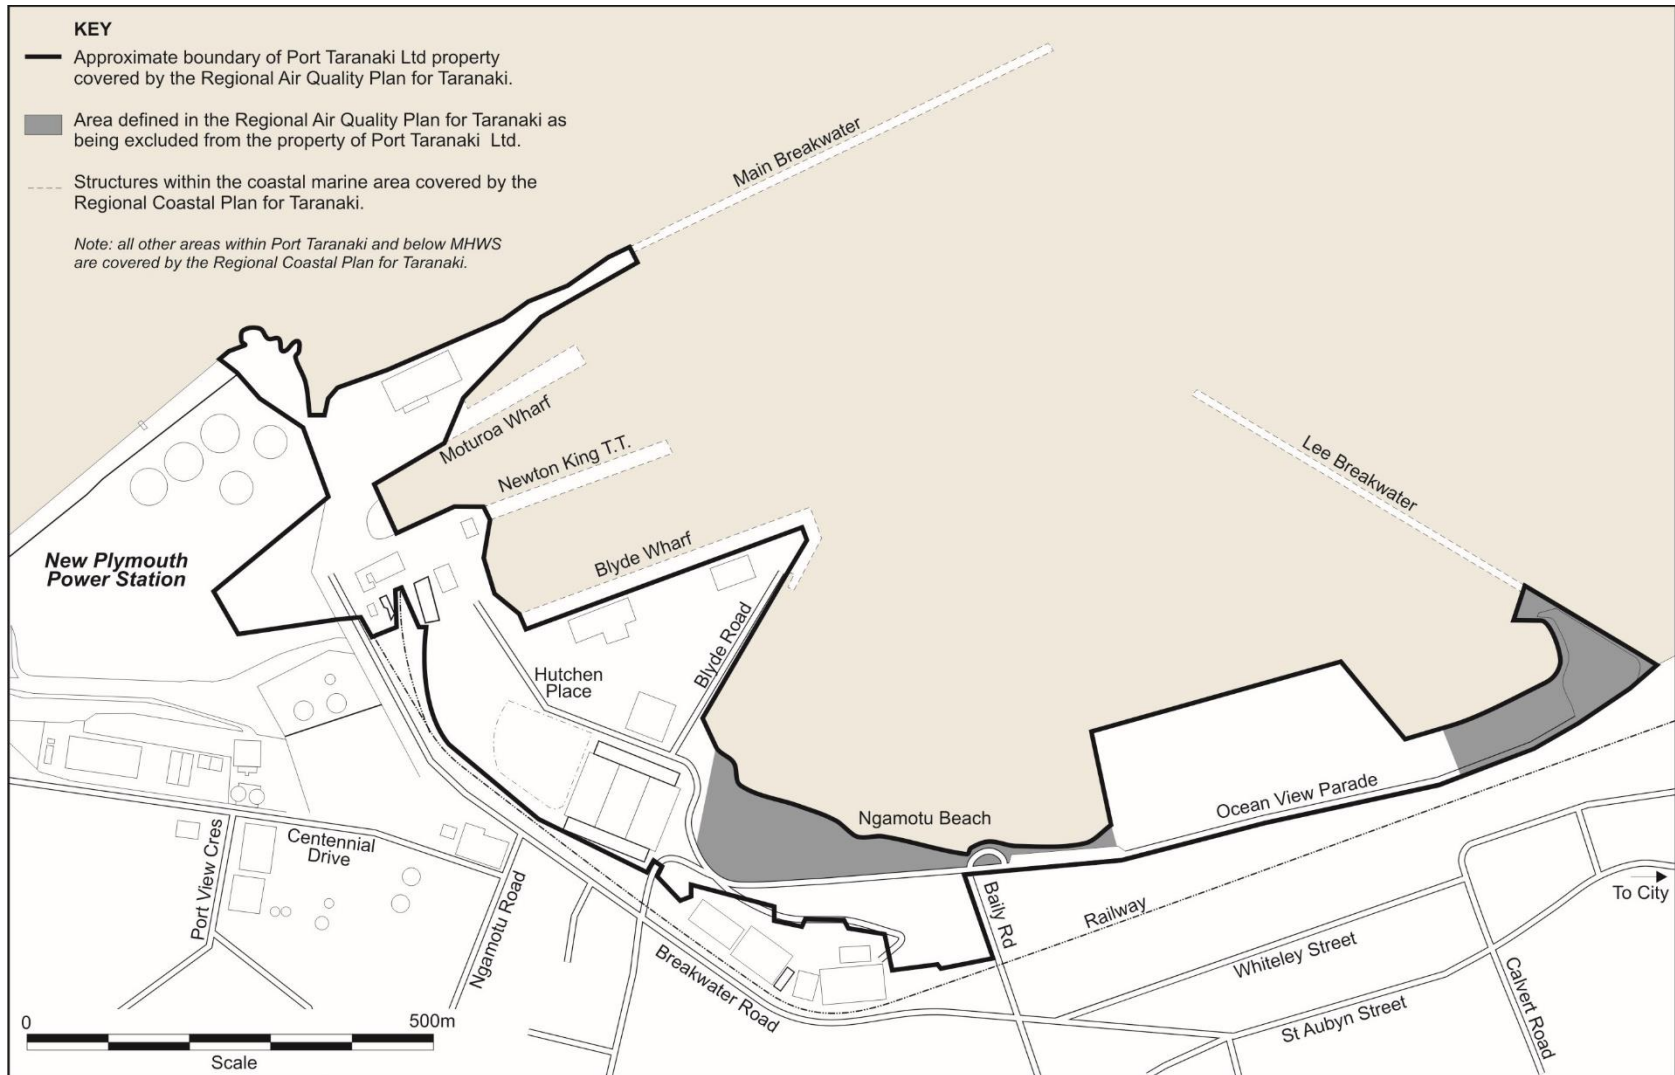 KEY
Approximate boundary of Port Taranaki Ltd property
covered by the Regional Air Quality Plan for Taranaki.
Area defined in the Regional Air Quality Plan for Taranaki as
being excluded from the property of Port Taranaki Ltd.
Structures within the coastal marine area covered by the
Regional Coastal Plan for Taranaki.
Note: all other areas within Port Taranaki and below MHWS
are covered by the Regional Coastal Plan for Taranaki.
Main Breakwater
Moturoa Wharf
Newton King T.T.
Lee Breakwater
New Plymouth
Power Station
Blyde Wharf
Blyde Road
Hutchen
Place
Ngamotu Beach
Ocean View Parade
Port View Cres
Centennial
Drive
Ngamotu Road
Breakwater Road
Baily Rd
Railway
To City
Whiteley Street
St Aubyn Street
Calvert Road
0
500m
Scale